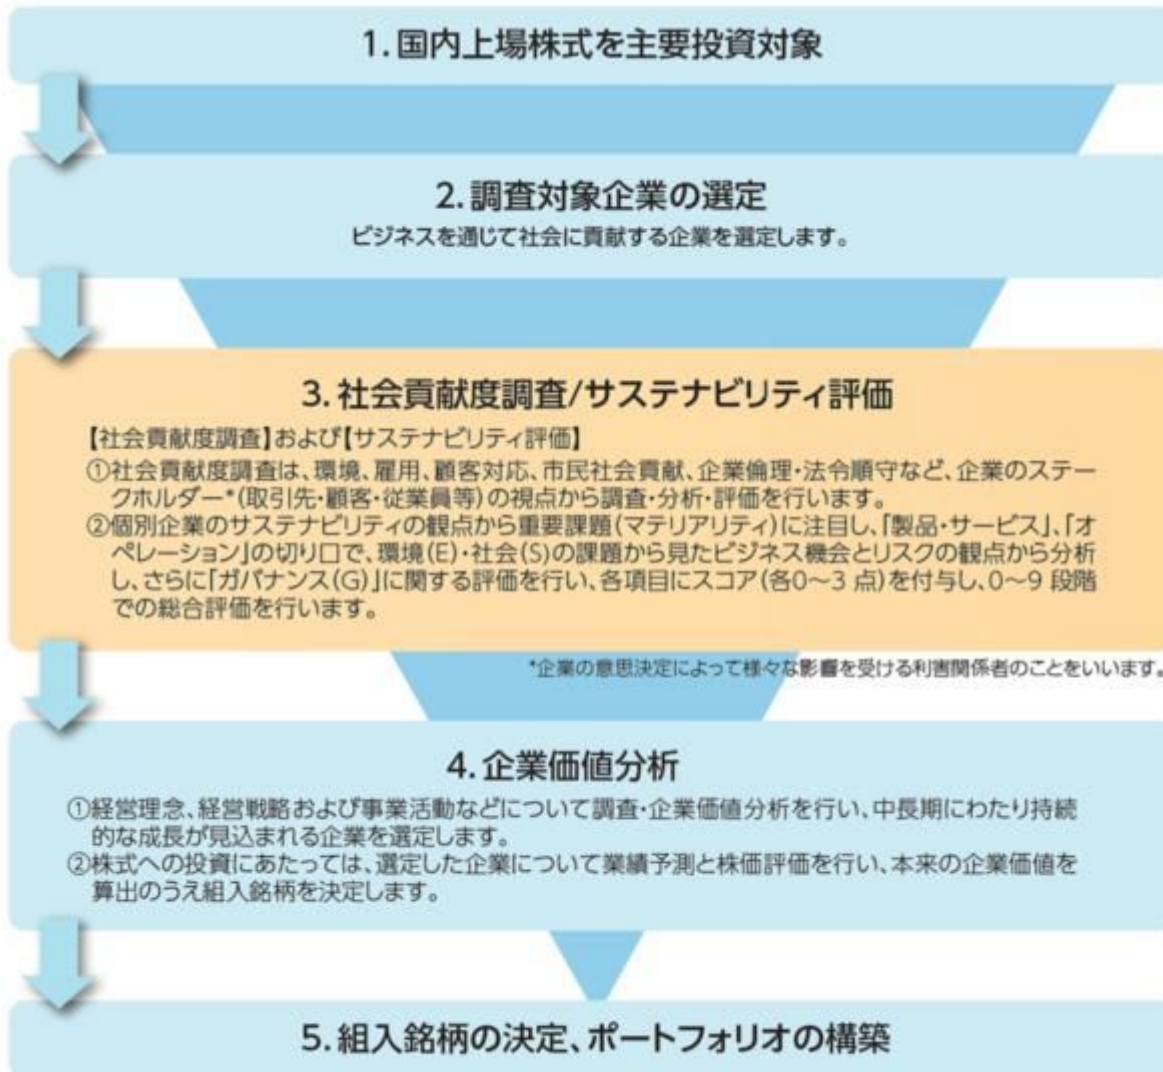 1.国内上場株式を主要投資対象
2.調査対象企業の選定
ビジネスを通じて社会に貢献する企業を選定します。
3.社会貢献度調査/サステナビリティ評価
【社会貢献度調査】および【サステナビリティ評価】
①社会貢献度調査は、環境、雇用、顧客対応、市民社会貢献、企業倫理・法令順守など、企業のステー
クホルダー*(取引先・顧客・従業員等)の視点から調査・分析・評価を行います。
②個別企業のサステナビリティの観点から重要課題(マテリアリティ)に注目し、「製品・サービス」、「オ
ペレーション」の切り口で、環境(E)・社会(S)の課題から見たビジネス機会とリスクの観点から分析
し、さらに「ガバナンス(G)」に関する評価を行い、各項目にスコア(各0〜3 点)を付与し、0〜9 段階
での総合評価を行います。
*企業の意思決定によって様々な影響を受ける利害関係者のことをいいます。
4.企業価値分析
①経営理念、経営戦略および事業活動などについて調査・企業価値分析を行い、中長期にわたり持続
的な成長が見込まれる企業を選定します。
②株式への投資にあたっては、選定した企業について業績予測と株価評価を行い、本来の企業価値を
算出のうえ組入銘柄を決定します。
5.組入銘柄の決定、ポートフォリオの構築